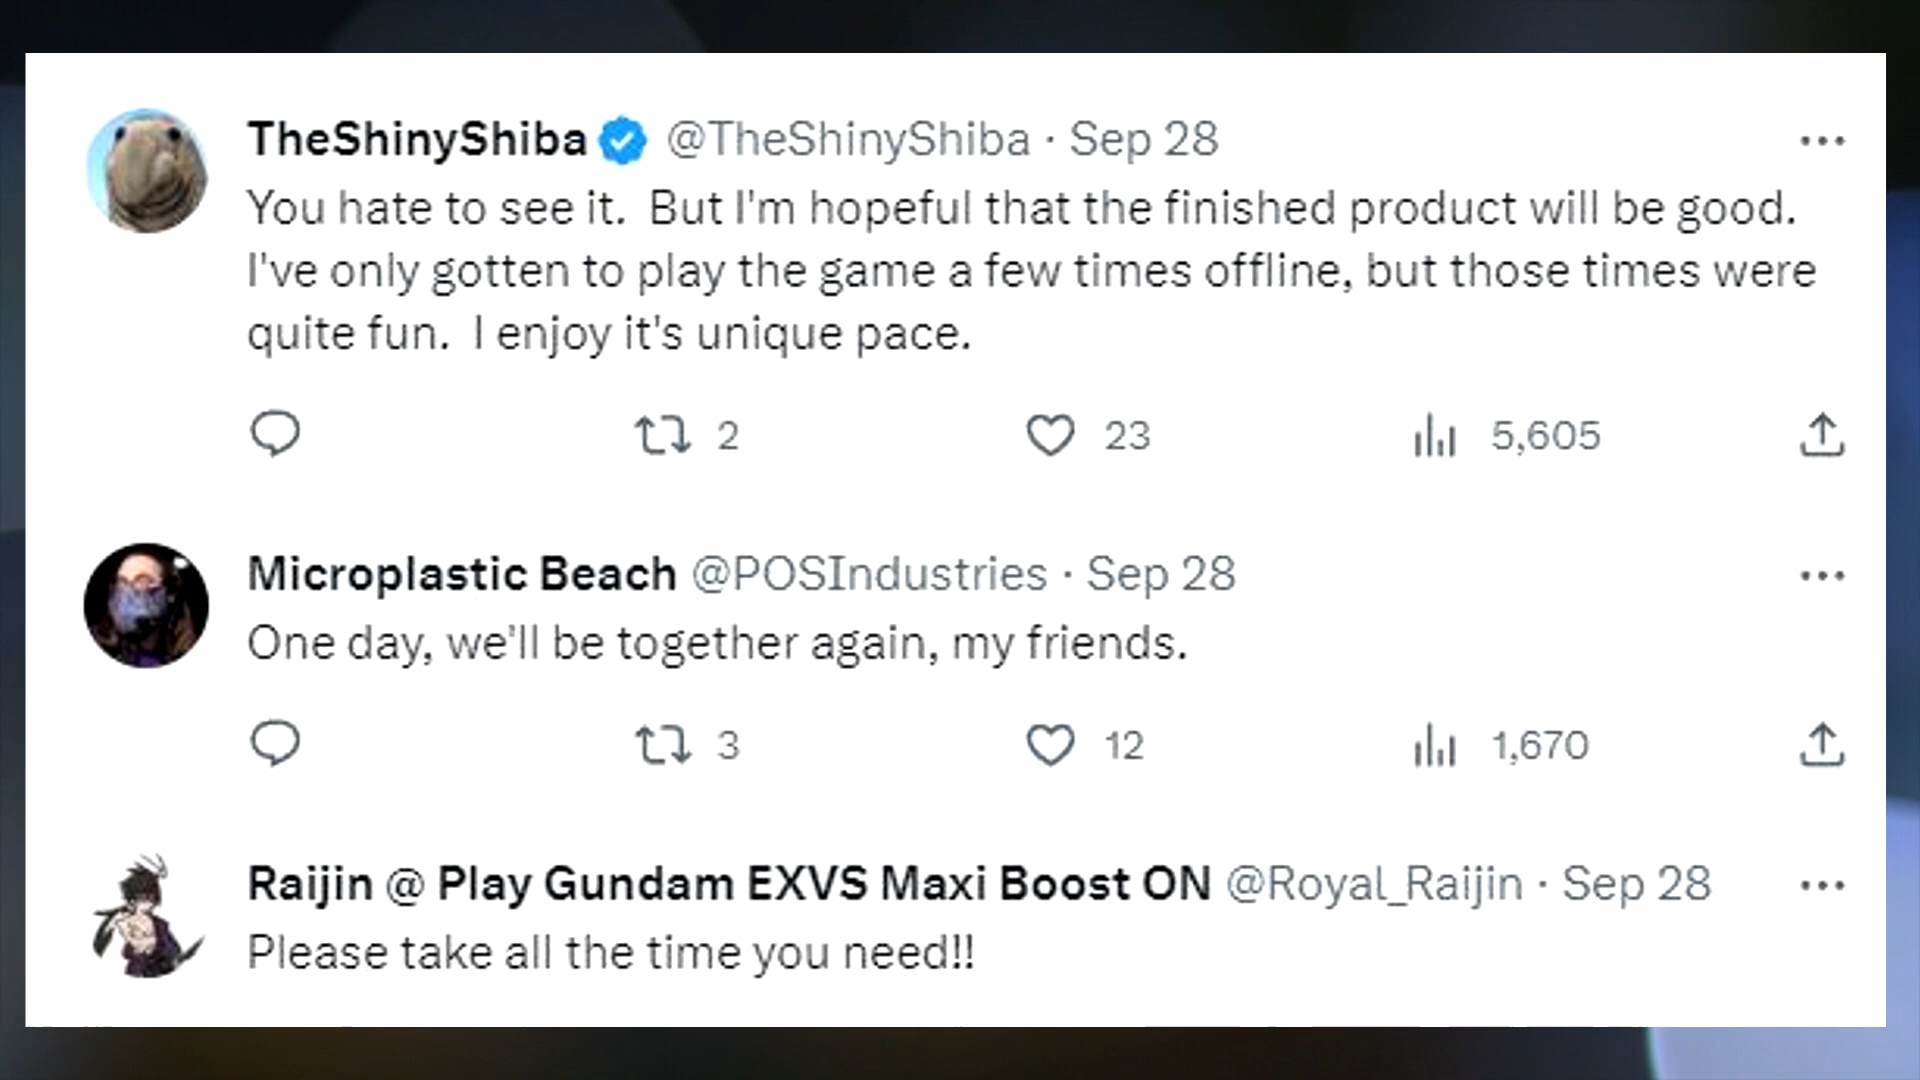 TheShinyShiba @TheShinyShiba · Sep 28
You hate to see it.  But I'm hopeful that the finished product will be good.
I've only gotten to play the game a few times offline, but those times were
quite fun.  I enjoy it's unique pace.
2 23 5,605
Microplastic Beach @POSIndustries · Sep 28
One day, we'll be together again, my friends.
3 12 1,670
Raijin @ Play Gundam EXVS Maxi Boost ON @Royal_Raijin · Sep 28
Please take all the time you need!!